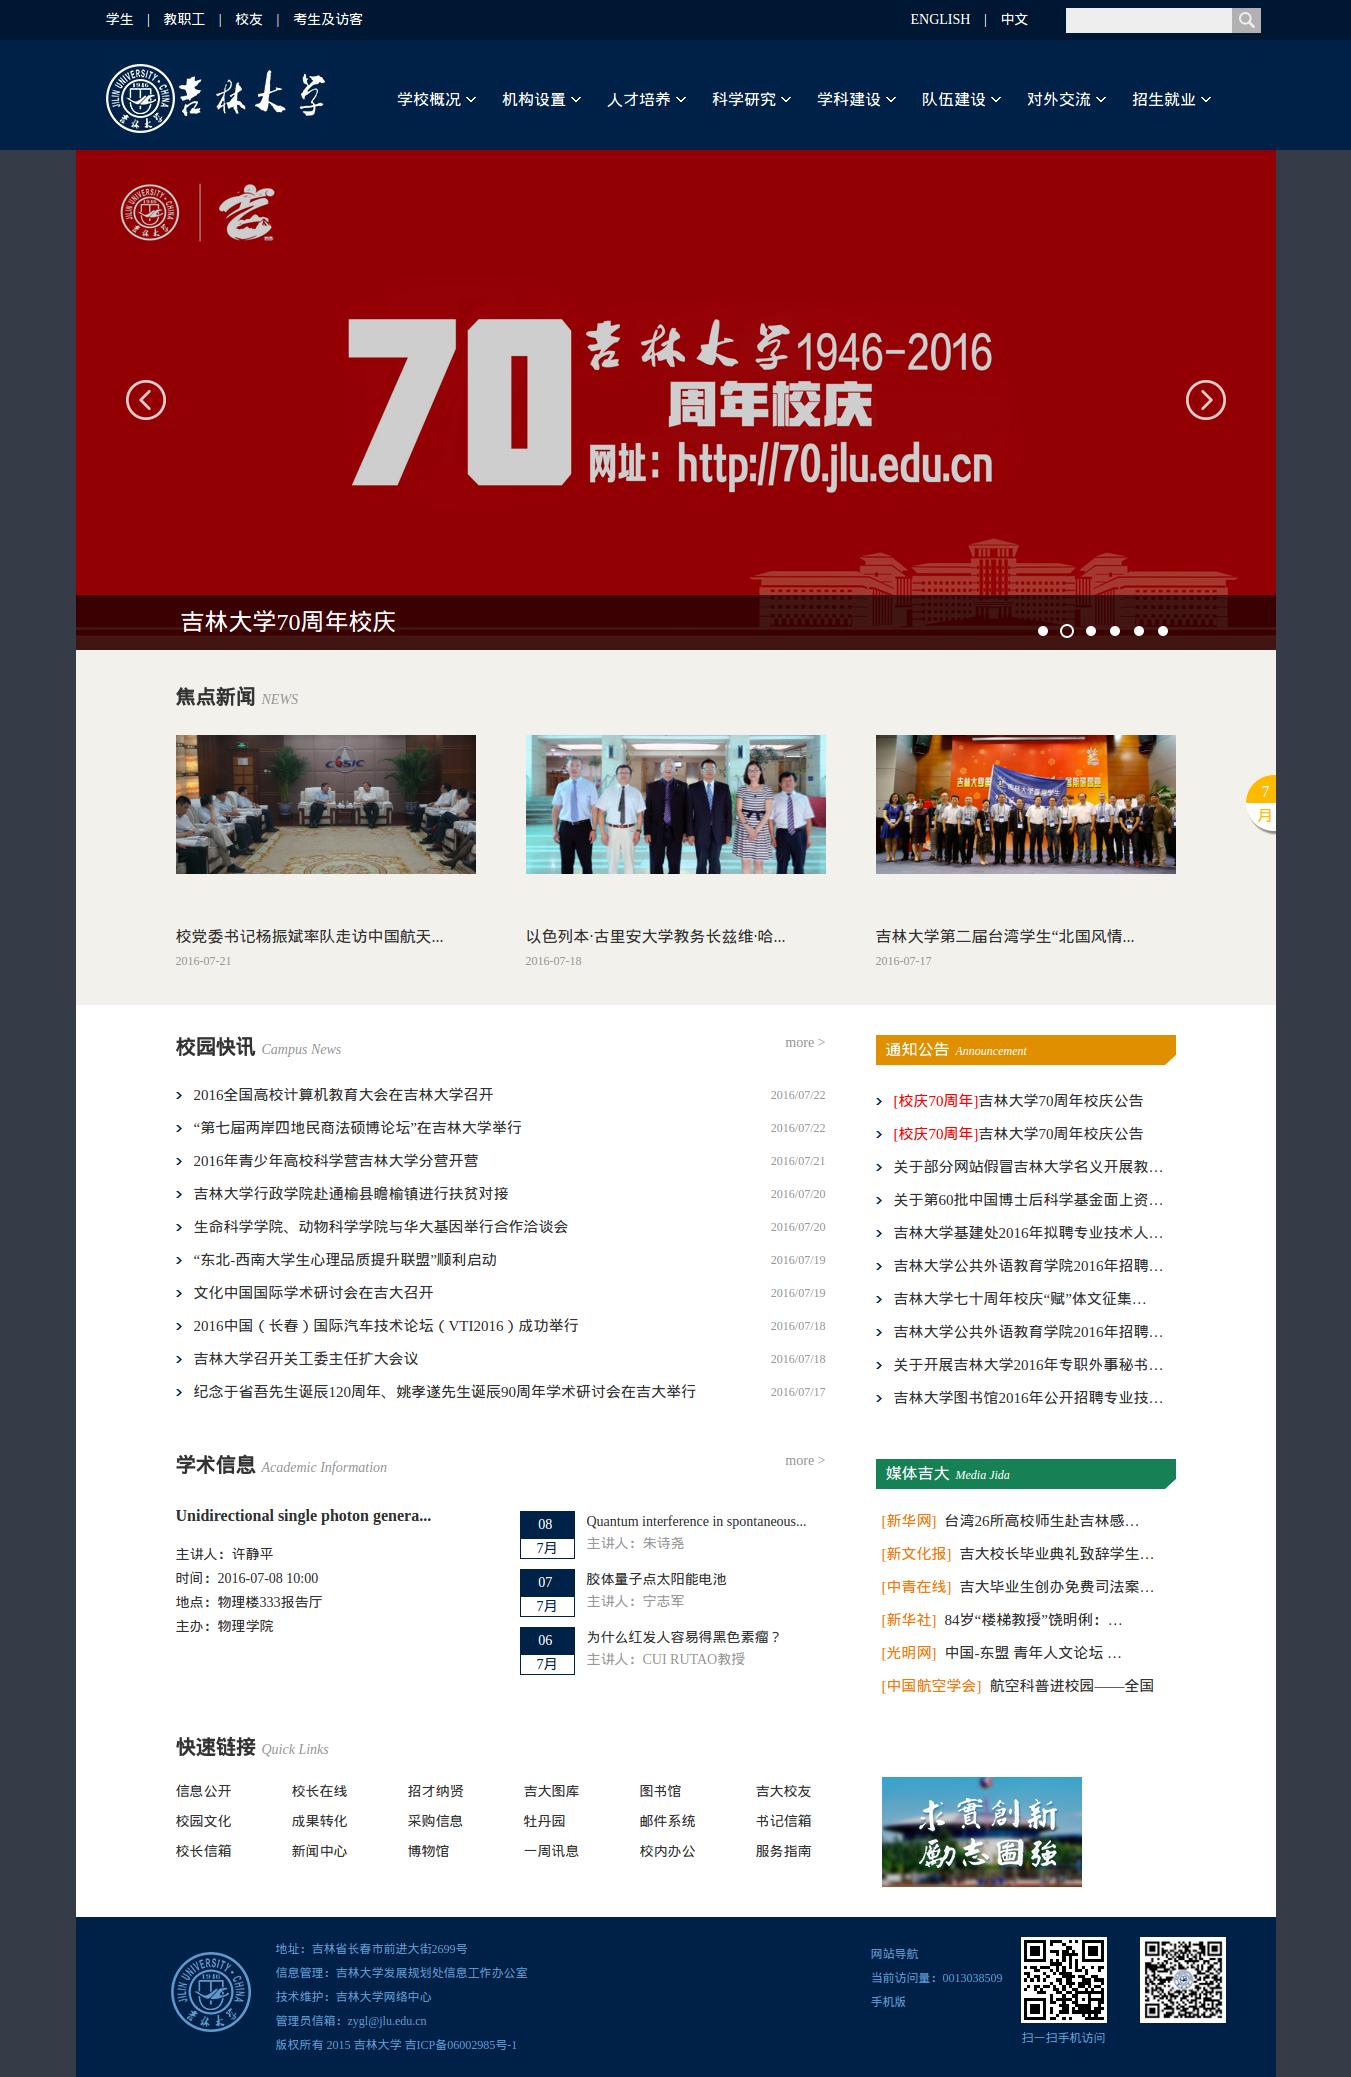 学生 | 教职工 | 校友 | 考生及访客
ENGLISH | 中文
JILIN UNIVERSITY·CHINA
1946
吉林大学
吉林大学
学校概况
机构设置
人才培养
科学研究
学科建设
队伍建设
对外交流
招生就业
JILIN UNIVERSITY·CHINA
1946
吉林大学
吉
70
吉林大学1946-2016
周年校庆
网址：http://70.jlu.edu.cn
吉林大学70周年校庆
焦点新闻 NEWS
7
月
校党委书记杨振斌率队走访中国航天...
2016-07-21
以色列本·古里安大学教务长兹维·哈...
2016-07-18
吉林大学第二届台湾学生“北国风情...
2016-07-17
校园快讯 Campus News
more >
2016全国高校计算机教育大会在吉林大学召开 2016/07/22
“第七届两岸四地民商法硕博论坛”在吉林大学举行 2016/07/22
2016年青少年高校科学营吉林大学分营开营 2016/07/21
吉林大学行政学院赴通榆县瞻榆镇进行扶贫对接 2016/07/20
生命科学学院、动物科学学院与华大基因举行合作洽谈会 2016/07/20
“东北-西南大学生心理品质提升联盟”顺利启动 2016/07/19
文化中国国际学术研讨会在吉大召开 2016/07/19
2016中国（长春）国际汽车技术论坛（VTI2016）成功举行 2016/07/18
吉林大学召开关工委主任扩大会议 2016/07/18
纪念于省吾先生诞辰120周年、姚孝遂先生诞辰90周年学术研讨会在吉大举行 2016/07/17
通知公告 Announcement
[校庆70周年]吉林大学70周年校庆公告
[校庆70周年]吉林大学70周年校庆公告
关于部分网站假冒吉林大学名义开展教…
关于第60批中国博士后科学基金面上资…
吉林大学基建处2016年拟聘专业技术人…
吉林大学公共外语教育学院2016年招聘…
吉林大学七十周年校庆“赋”体文征集…
吉林大学公共外语教育学院2016年招聘…
关于开展吉林大学2016年专职外事秘书…
吉林大学图书馆2016年公开招聘专业技…
学术信息 Academic Information
more >
Unidirectional single photon genera...
主讲人：许静平
时间：2016-07-08 10:00
地点：物理楼333报告厅
主办：物理学院
08
7月
Quantum interference in spontaneous...
主讲人：朱诗尧
07
7月
胶体量子点太阳能电池
主讲人：宁志军
06
7月
为什么红发人容易得黑色素瘤？
主讲人：CUI RUTAO教授
媒体吉大 Media Jida
[新华网] 台湾26所高校师生赴吉林感…
[新文化报] 吉大校长毕业典礼致辞学生…
[中青在线] 吉大毕业生创办免费司法案…
[新华社] 84岁“楼梯教授”饶明俐：…
[光明网] 中国-东盟 青年人文论坛 …
[中国航空学会] 航空科普进校园——全国
快速链接 Quick Links
信息公开 校长在线 招才纳贤 吉大图库 图书馆 吉大校友
校园文化 成果转化 采购信息 牡丹园 邮件系统 书记信箱
校长信箱 新闻中心 博物馆 一周讯息 校内办公 服务指南
求實創新
勵志圖強
JILIN UNIVERSITY·CHINA
1946
吉林大学
地址：吉林省长春市前进大街2699号
信息管理：吉林大学发展规划处信息工作办公室
技术维护：吉林大学网络中心
管理员信箱：zygl@jlu.edu.cn
版权所有 2015 吉林大学 吉ICP备06002985号-1
网站导航
当前访问量：0013038509
手机版
扫一扫手机访问